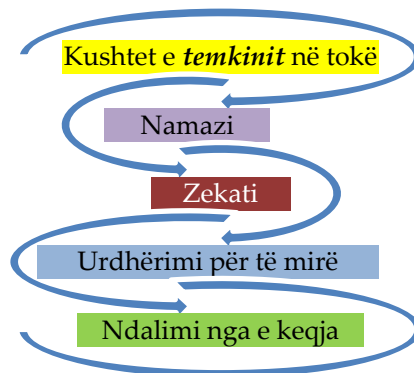 Kushtet e temkinit në tokë
Namazi
Zekati
Urdhërimi për të mirë
Ndalimi nga e keqja